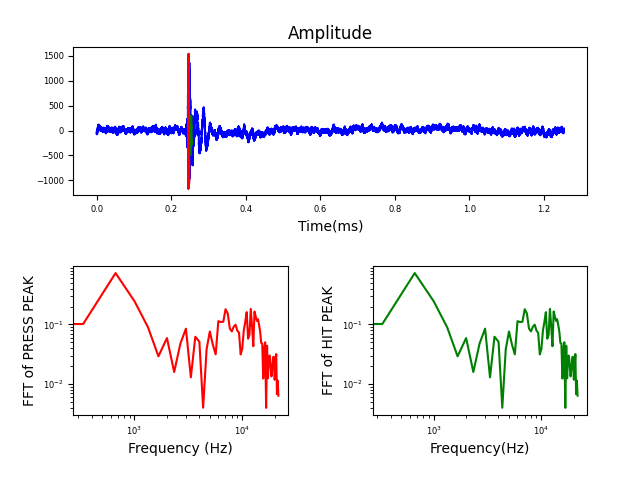 Amplitude
1500
1000
500
0
−500
−1000
0.0 0.2 0.4 0.6 0.8 1.0 1.2
Time(ms)
FFT of PRESS PEAK
10⁻¹
10⁻²
10³ 10⁴
Frequency (Hz)
FFT of HIT PEAK
10⁻¹
10⁻²
10³ 10⁴
Frequency(Hz)